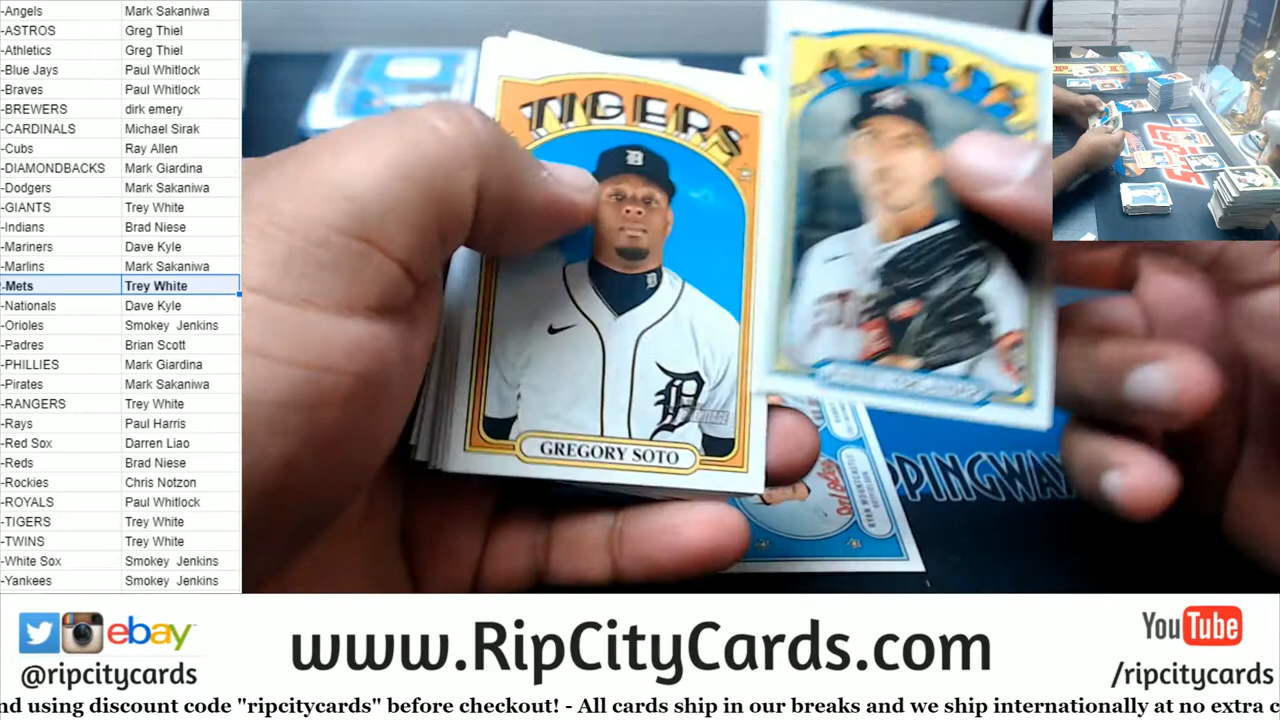 -Angels Mark Sakaniwa
-ASTROS Greg Thiel
-Athletics Greg Thiel
-Blue Jays Paul Whitlock
-Braves Paul Whitlock
-BREWERS dirk emery
-CARDINALS Michael Sirak
-Cubs Ray Allen
-DIAMONDBACKS Mark Giardina
-Dodgers Mark Sakaniwa
-GIANTS Trey White
-Indians Brad Niese
-Mariners Dave Kyle
-Marlins Mark Sakaniwa
-Mets Trey White
-Nationals Dave Kyle
-Orioles Smokey Jenkins
-Padres Brian Scott
-PHILLIES Mark Giardina
-Pirates Mark Sakaniwa
-RANGERS Trey White
-Rays Paul Harris
-Red Sox Darren Liao
-Reds Brad Niese
-Rockies Chris Notzon
-ROYALS Paul Whitlock
-TIGERS Trey White
-TWINS Trey White
-White Sox Smokey Jenkins
-Yankees Smokey Jenkins
TIGERS
GREGORY SOTO
ASTROS
RYAN MOUNTCASTLE
OUTFIELDER
Orioles
PPINGWAX
ebay
@ripcitycards
www.RipCityCards.com
YouTube
/ripcitycards
nd using discount code "ripcitycards" before checkout! - All cards ship in our breaks and we ship internationally at no extra c